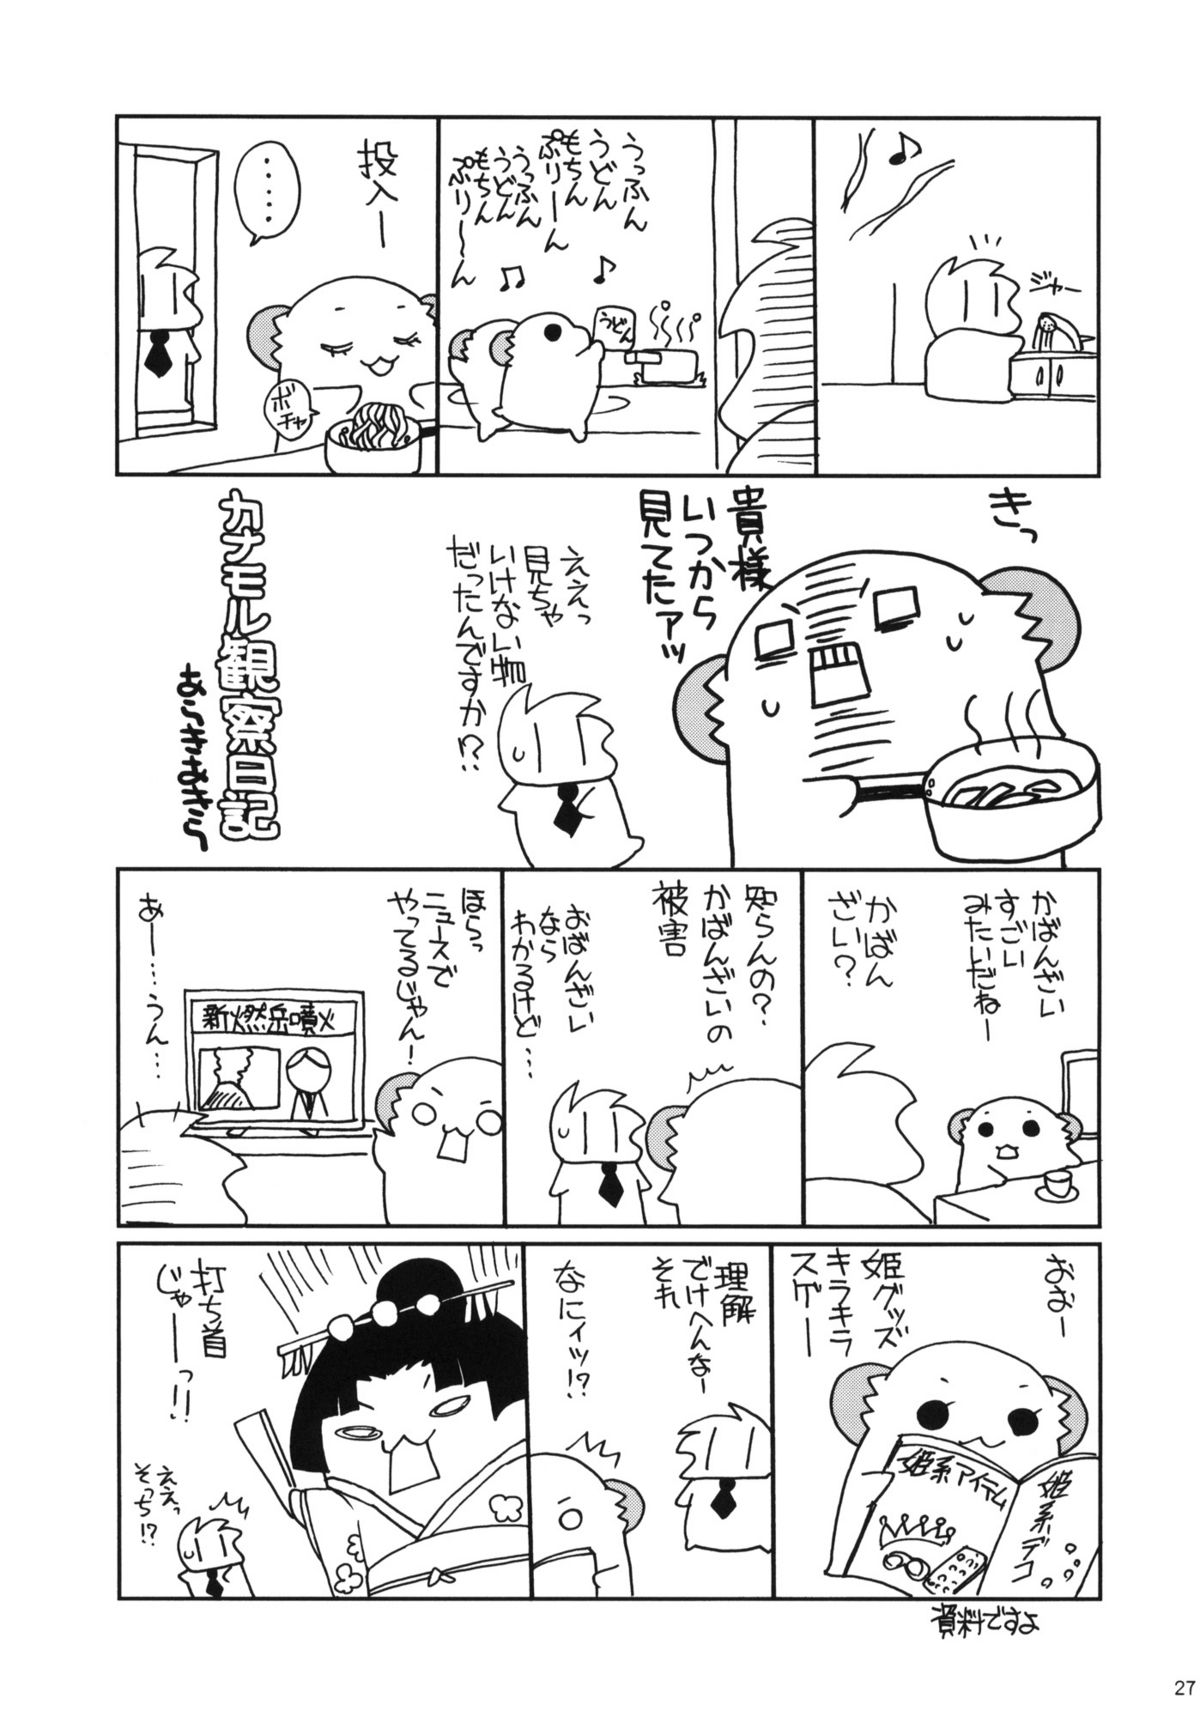 ♪
ジャー
うっふん
うどん
もちん
ぷりーん
うっふん
うどん
もちん
ぷりー〜ん
うどん
投入ー
‥‥‥
ボチャ
きっ
貴様
いつから
見てたァッ
ええっ
見ちゃ
いけない物
だったんですか!?
カナモル観察日記
あらきあきら
かばんざい
すごい
みたいだねー
かばん
ざい?
知らんの?
かばんざいの
被害
おばんざい
なら
わかるけど…
ほらっ
ニュースで
やってるじゃん!
新燃岳噴火
あー…うん…
おおー
姫グッズ
キラキラ
スゲー
姫系アイテム
姫系デコ
資料ですよ
理解
でけへんなー
それ
なにィッ!?
打ち首
じゃーーっ!!
ええっ
そっち!?
27